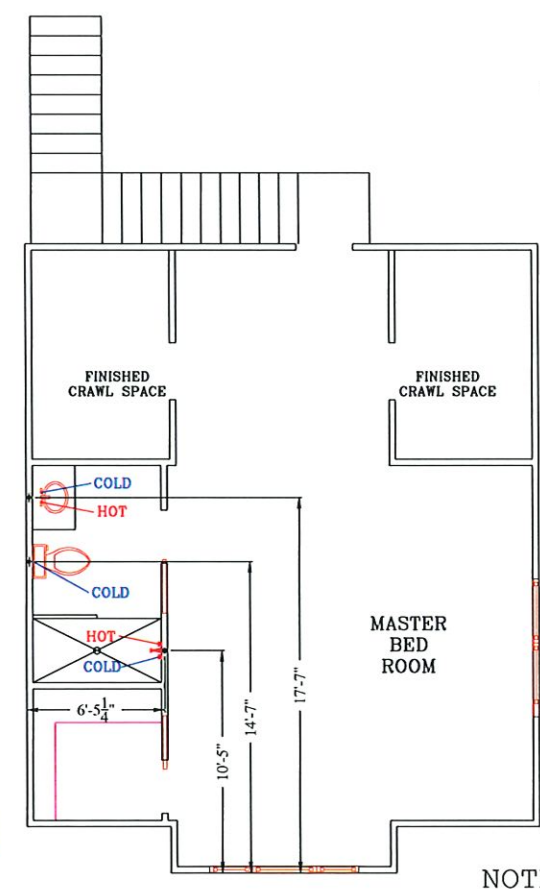 FINISHED
CRAWL SPACE
FINISHED
CRAWL SPACE
COLD
HOT
COLD
HOT
COLD
MASTER
BED
ROOM
6'-5 1/4"
10'-5"
14'-7"
17'-7"